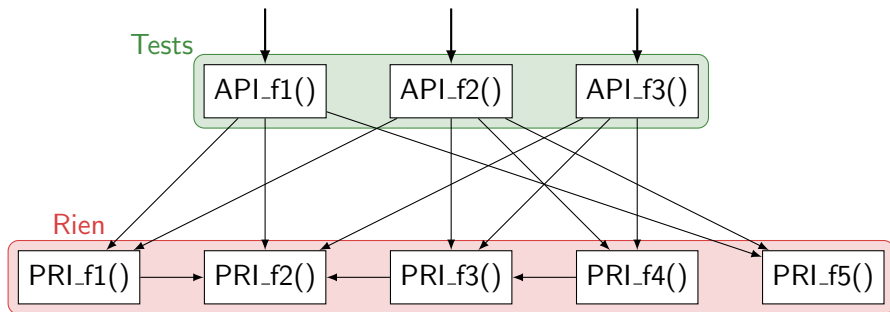 Tests
API_f1() API_f2() API_f3()
Rien
PRI_f1() PRI_f2() PRI_f3() PRI_f4() PRI_f5()